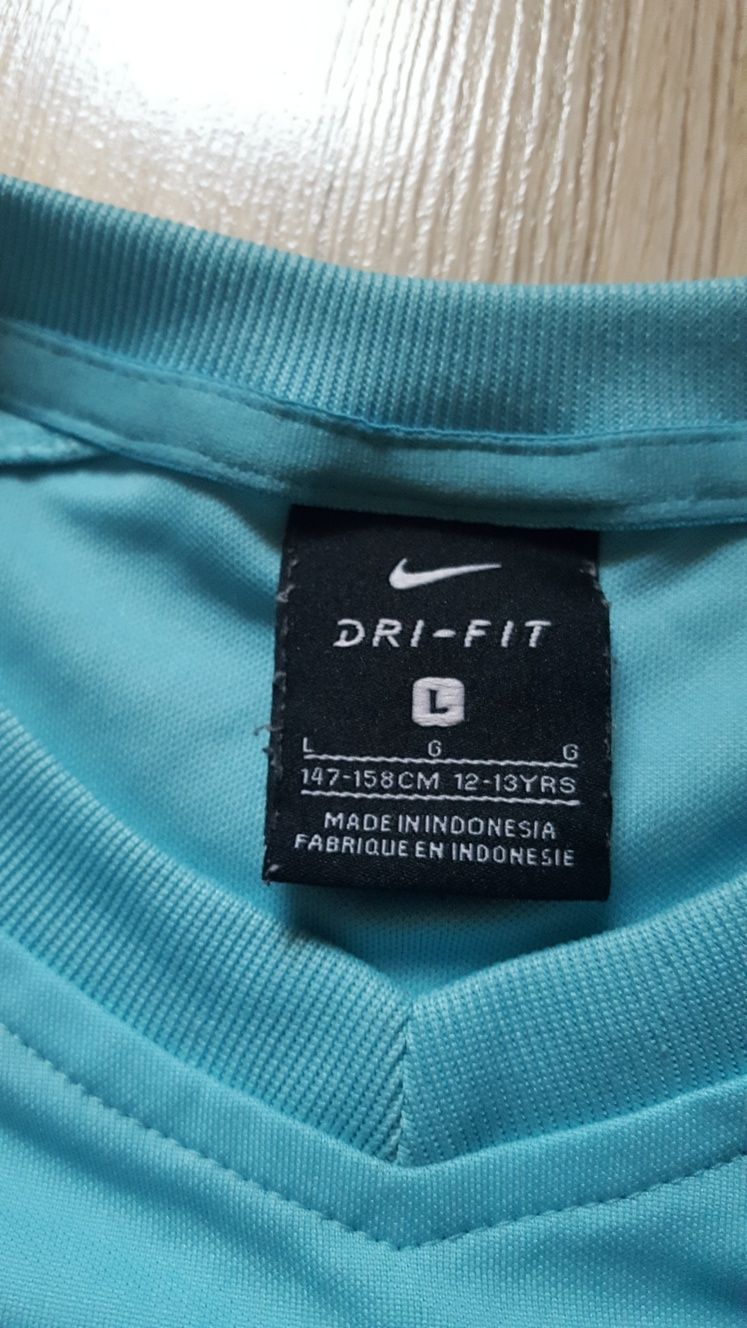 DRI-FIT
L
L G G
147-158CM 12-13YRS
MADE IN INDONESIA
FABRIQUE EN INDONESIE